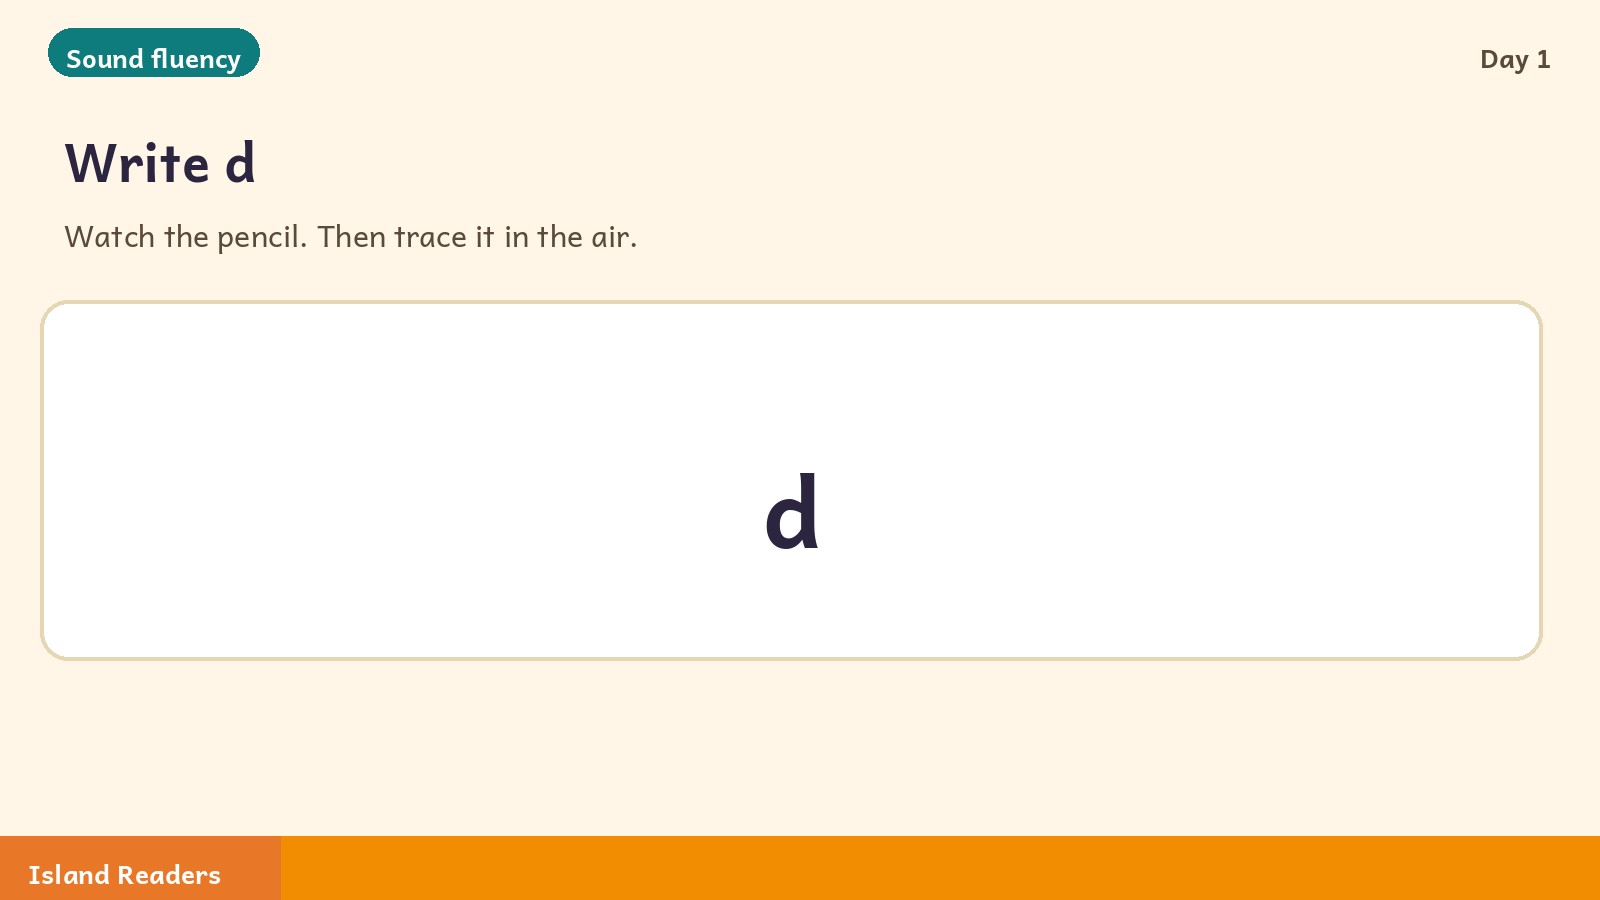 Sound fluency
Day 1
Write d
Watch the pencil. Then trace it in the air.
d
Island Readers